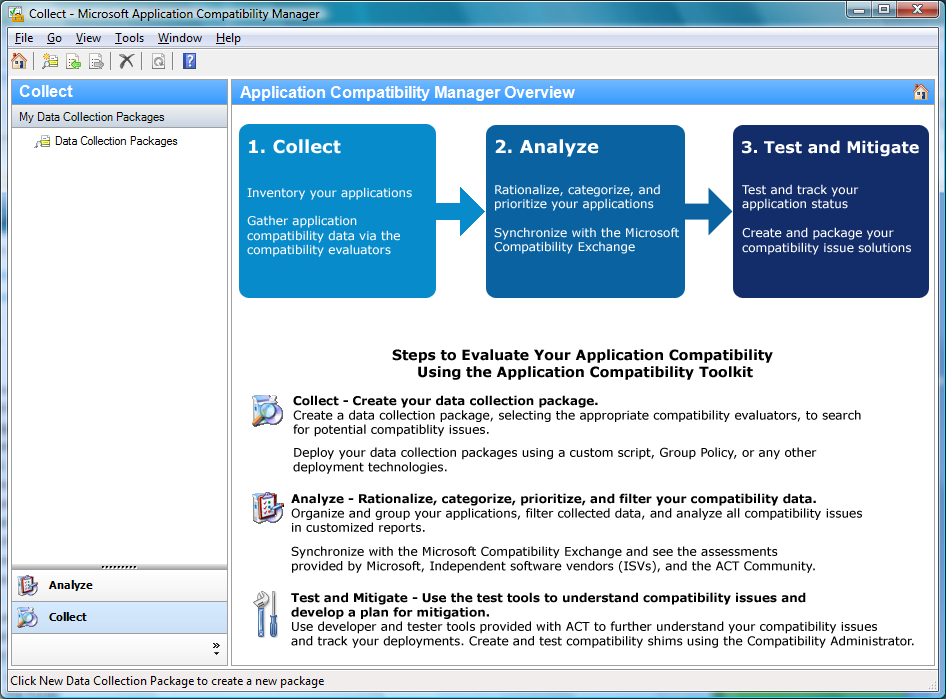 Collect - Microsoft Application Compatibility Manager
File Go View Tools Window Help
Collect
My Data Collection Packages
Data Collection Packages
Application Compatibility Manager Overview
1. Collect
Inventory your applications
Gather application
compatibility data via the
compatibility evaluators
2. Analyze
Rationalize, categorize, and
prioritize your applications
Synchronize with the Microsoft
Compatibility Exchange
3. Test and Mitigate
Test and track your
application status
Create and package your
compatibility issue solutions
Steps to Evaluate Your Application Compatibility
Using the Application Compatibility Toolkit
Collect - Create your data collection package.
Create a data collection package, selecting the appropriate compatibility evaluators, to search
for potential compatiblity issues.
Deploy your data collection packages using a custom script, Group Policy, or any other
deployment technologies.
Analyze - Rationalize, categorize, prioritize, and filter your compatibility data.
Organize and group your applications, filter collected data, and analyze all compatibility issues
in customized reports.
Synchronize with the Microsoft Compatibility Exchange and see the assessments
provided by Microsoft, Independent software vendors (ISVs), and the ACT Community.
Test and Mitigate - Use the test tools to understand compatibility issues and
develop a plan for mitigation.
Use developer and tester tools provided with ACT to further understand your compatibility issues
and track your deployments. Create and test compatibility shims using the Compatibility Administrator.
Analyze
Collect
Click New Data Collection Package to create a new package